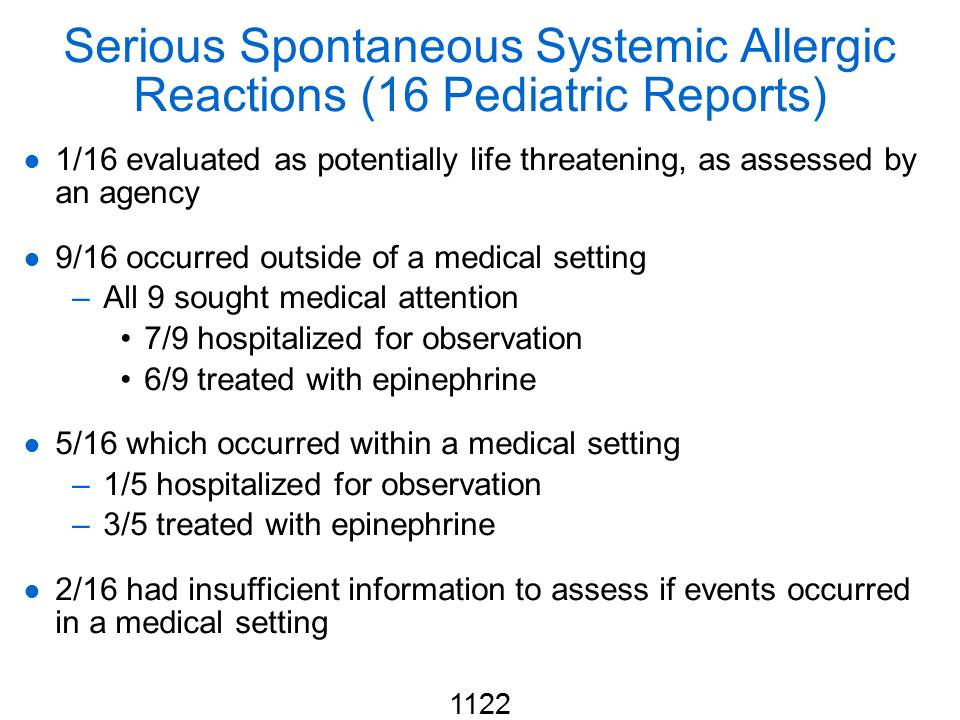 Serious Spontaneous Systemic Allergic
Reactions (16 Pediatric Reports)
● 1/16 evaluated as potentially life threatening, as assessed by
an agency
● 9/16 occurred outside of a medical setting
– All 9 sought medical attention
• 7/9 hospitalized for observation
• 6/9 treated with epinephrine
● 5/16 which occurred within a medical setting
– 1/5 hospitalized for observation
– 3/5 treated with epinephrine
● 2/16 had insufficient information to assess if events occurred
in a medical setting
1122